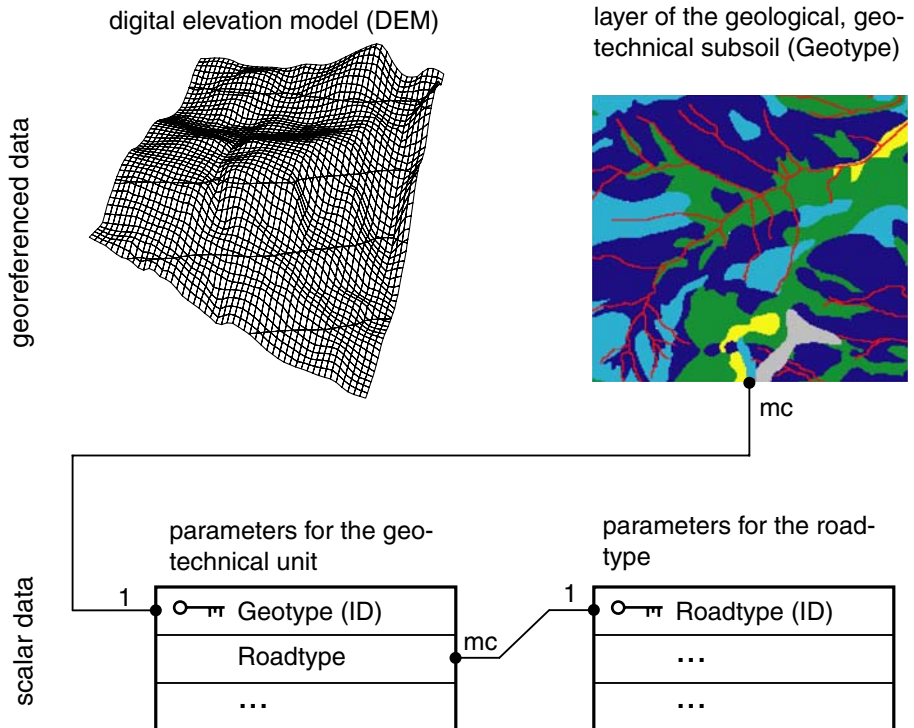 digital elevation model (DEM)
layer of the geological, geo-
technical subsoil (Geotype)
georeferenced data
mc
parameters for the geo-
technical unit
parameters for the road-
type
scalar data
1
Geotype (ID)
Roadtype
...
mc
1
Roadtype (ID)
...
...